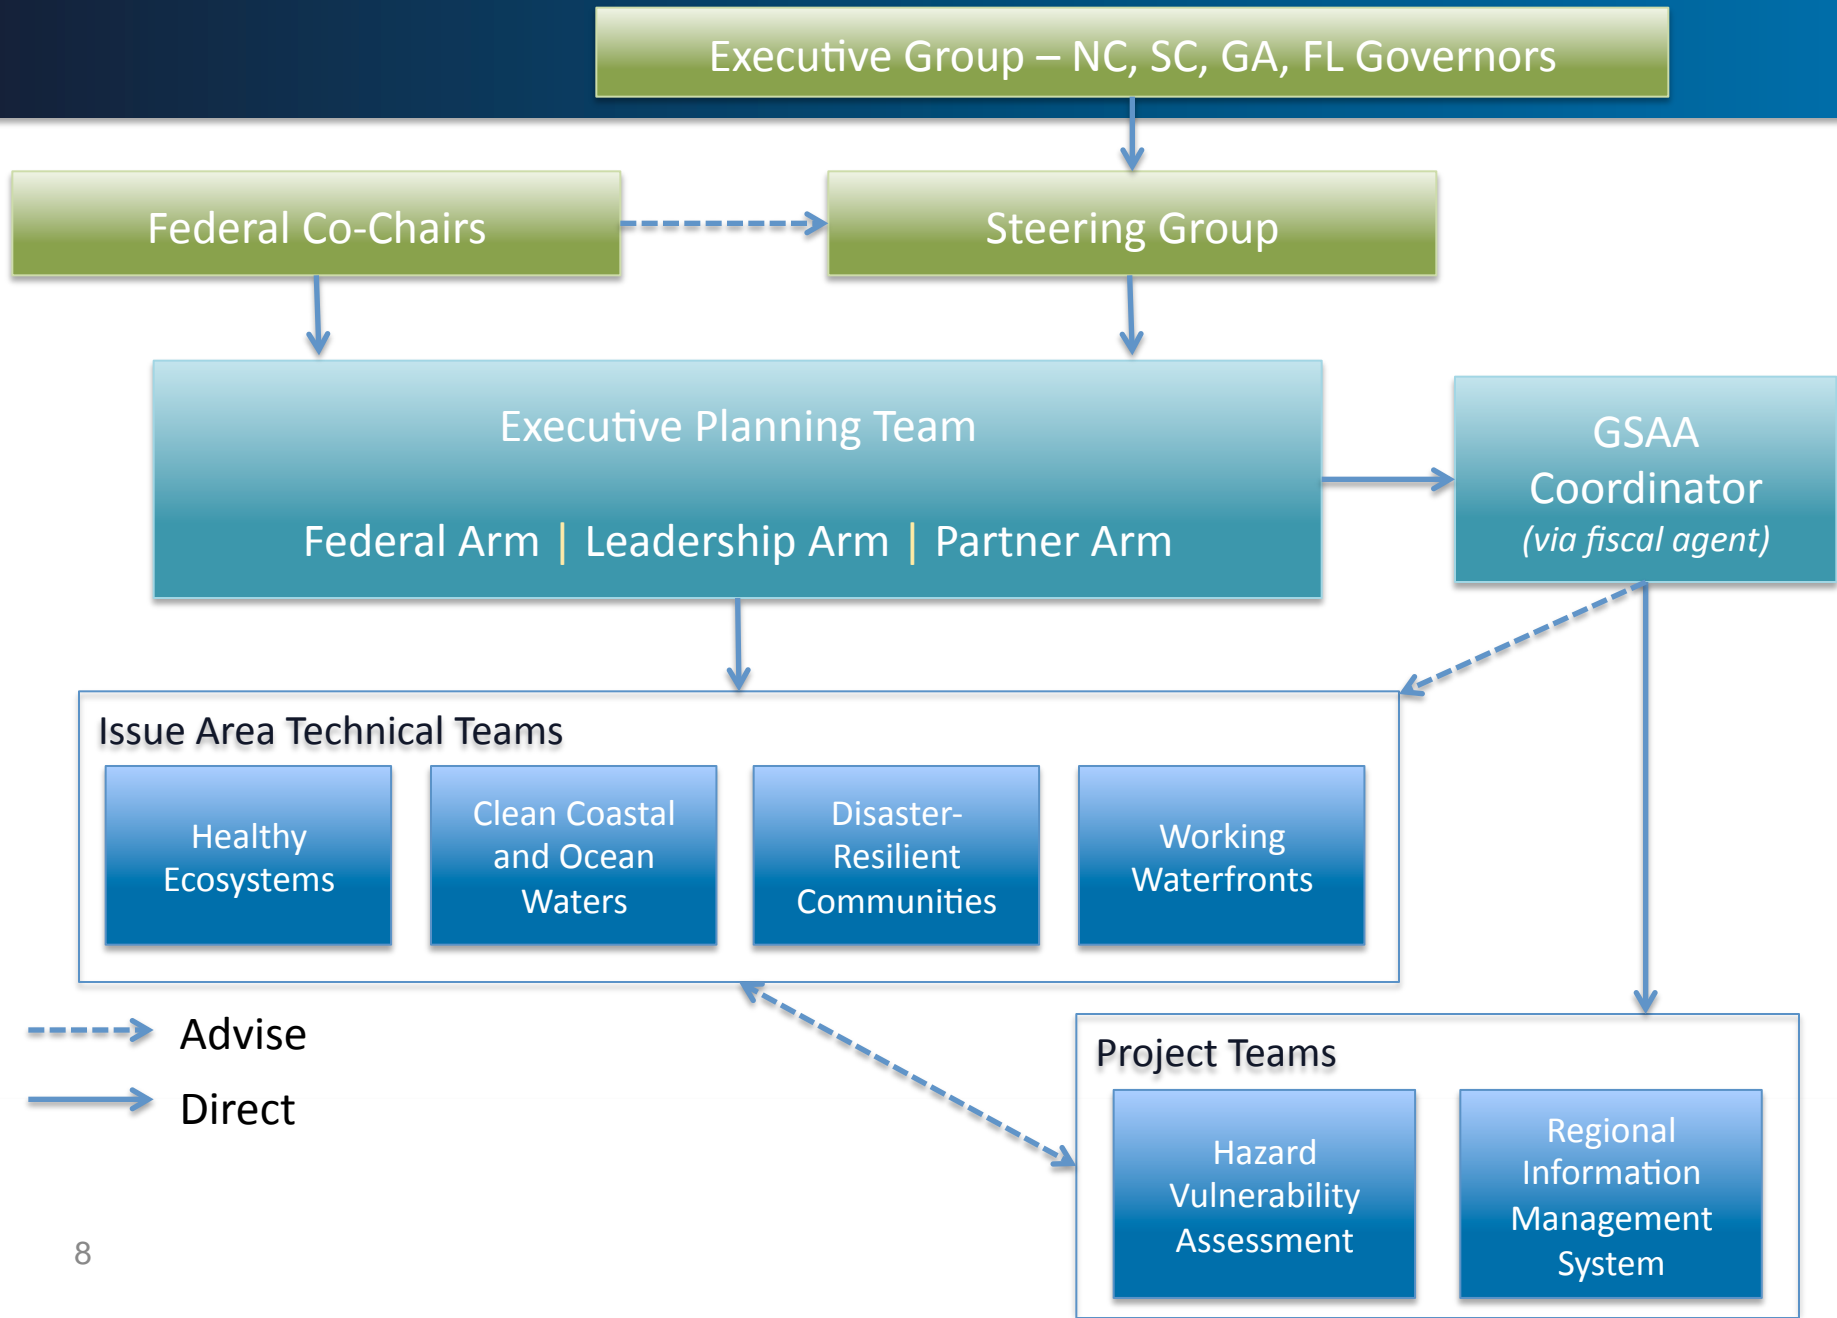 Executive Group – NC, SC, GA, FL Governors
Federal Co-Chairs
Steering Group
Executive Planning Team
Federal Arm | Leadership Arm | Partner Arm
GSAA
Coordinator
(via fiscal agent)
Issue Area Technical Teams
Healthy
Ecosystems
Clean Coastal
and Ocean
Waters
Disaster-
Resilient
Communities
Working
Waterfronts
Advise
Direct
Project Teams
Hazard
Vulnerability
Assessment
Regional
Information
Management
System
8